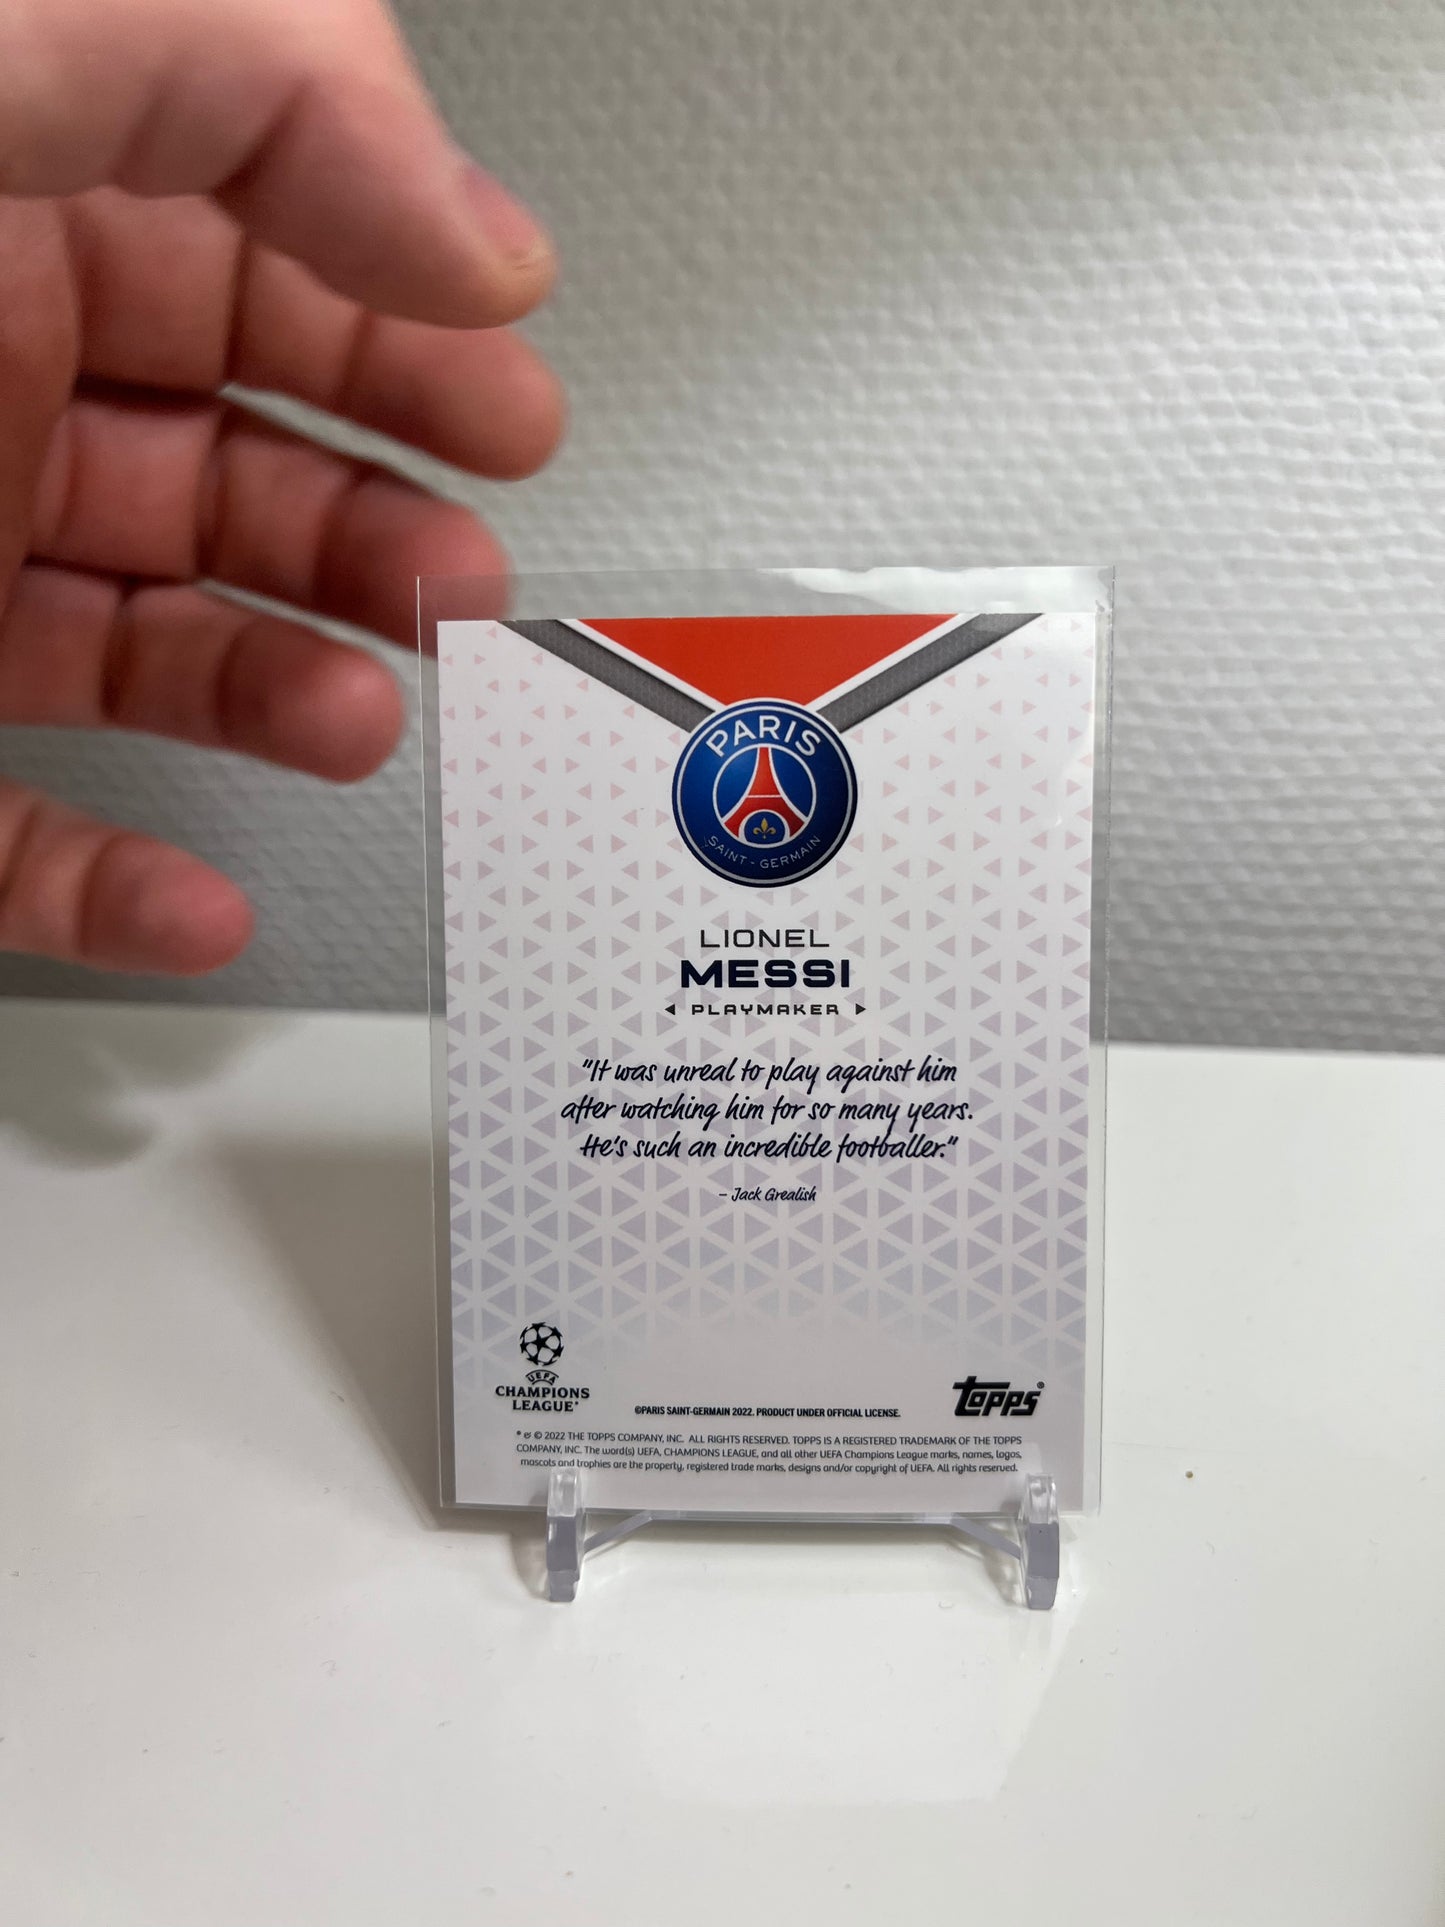 PARIS
SAINT-GERMAIN
LIONEL
MESSI
◄ PLAYMAKER ►
"It was unreal to play against him
after watching him for so many years.
He's such an incredible footballer."
– Jack Grealish
UEFA
CHAMPIONS
LEAGUE®
©PARIS SAINT-GERMAIN 2022. PRODUCT UNDER OFFICIAL LICENSE.
topps®
® & © 2022 THE TOPPS COMPANY, INC. ALL RIGHTS RESERVED. TOPPS IS A REGISTERED TRADEMARK OF THE TOPPS
COMPANY, INC. The word(s) UEFA, CHAMPIONS LEAGUE, and all other UEFA Champions League marks, names, logos,
mascots and trophies are the property, registered trade marks, designs and/or copyright of UEFA. All rights reserved.